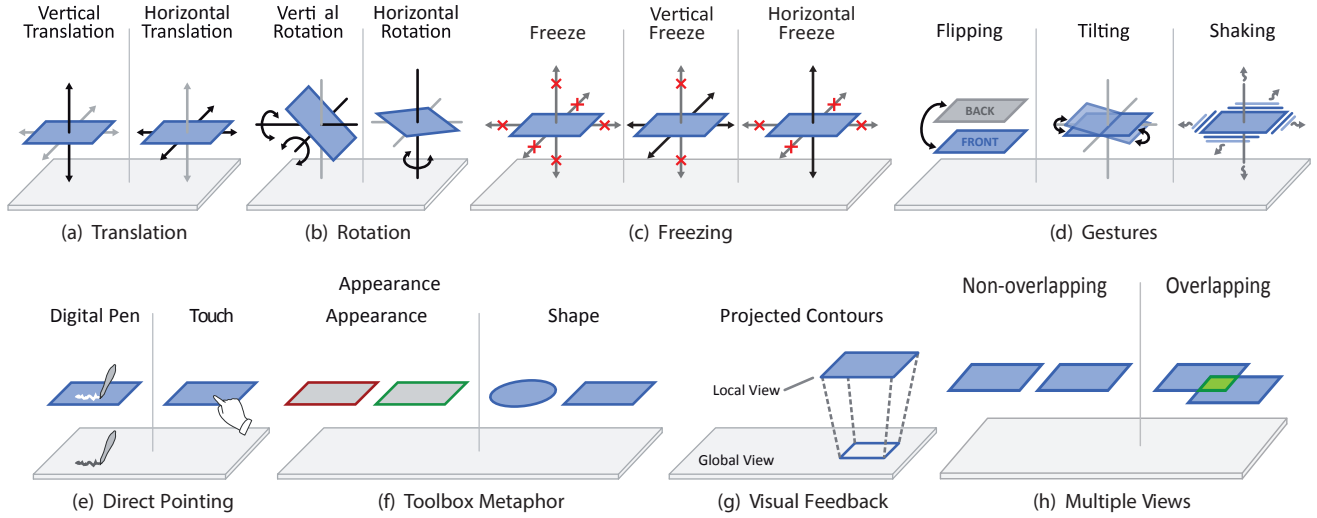 Vertical
Translation
Horizontal
Translation
Verti al
Rotation
Horizontal
Rotation
Freeze
Vertical
Freeze
Horizontal
Freeze
Flipping
Tilting
Shaking
BACK
FRONT
(a) Translation
(b) Rotation
(c) Freezing
(d) Gestures
Digital Pen
Touch
Appearance
Appearance
Shape
Projected Contours
Local View
Global View
Non-overlapping
Overlapping
(e) Direct Pointing
(f) Toolbox Metaphor
(g) Visual Feedback
(h) Multiple Views